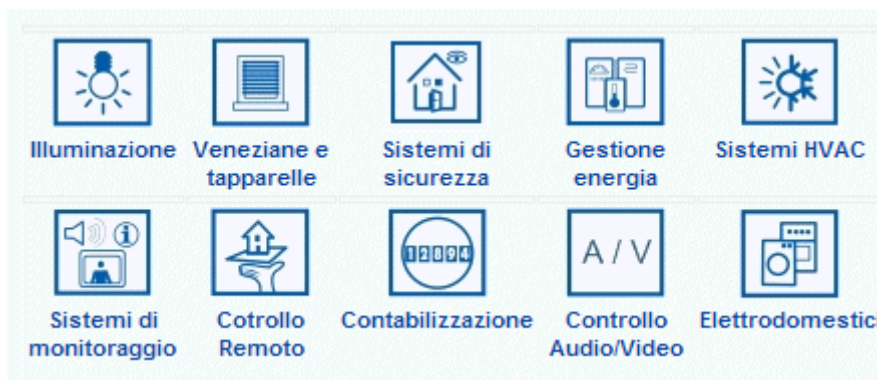 Illuminazione
Veneziane e
tapparelle
Sistemi di
sicurezza
Gestione
energia
Sistemi HVAC
12094
A / V
Sistemi di
monitoraggio
Cotrollo
Remoto
Contabilizzazione
Controllo
Audio/Video
Elettrodomestic